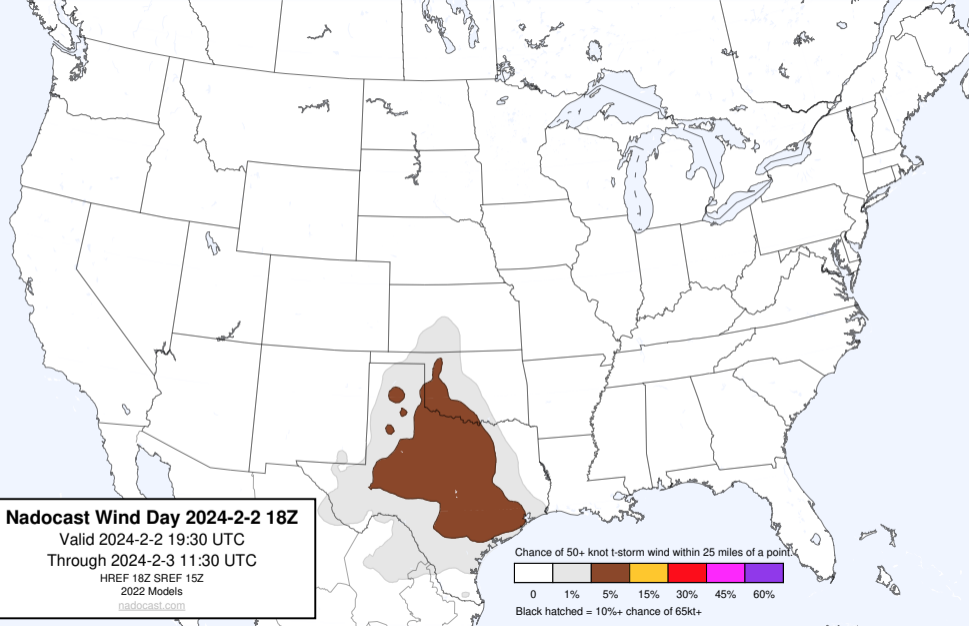 Nadocast Wind Day 2024-2-2 18Z
Valid 2024-2-2 19:30 UTC
Through 2024-2-3 11:30 UTC
HREF 18Z SREF 15Z
2022 Models
nadocast.com
Chance of 50+ knot t-storm wind within 25 miles of a point.
0 1% 5% 15% 30% 45% 60%
Black hatched = 10%+ chance of 65kt+